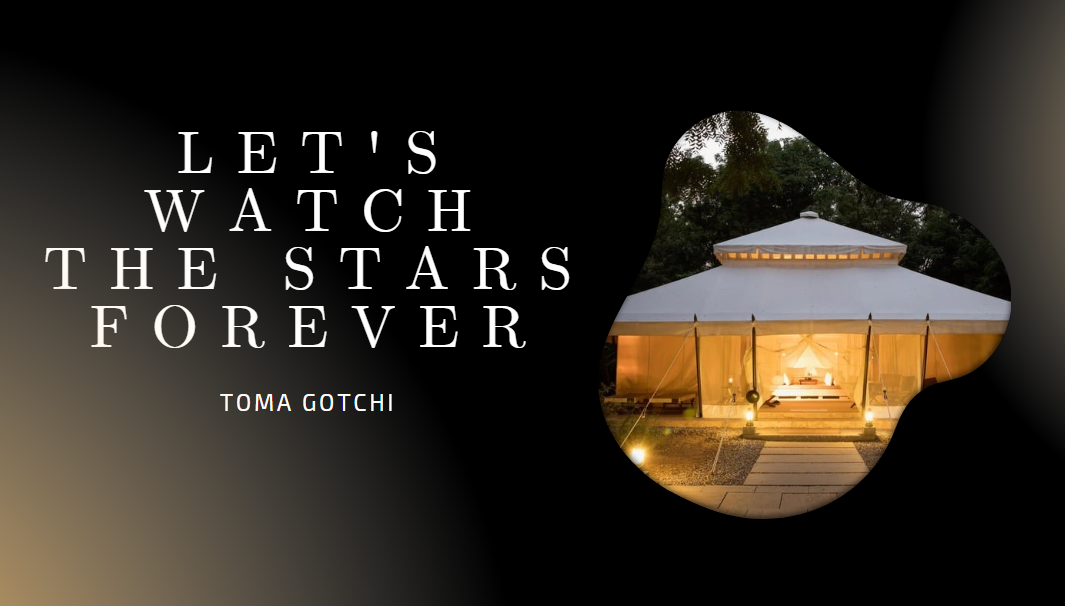 LET'S
WATCH
THE STARS
FOREVER
TOMA GOTCHI